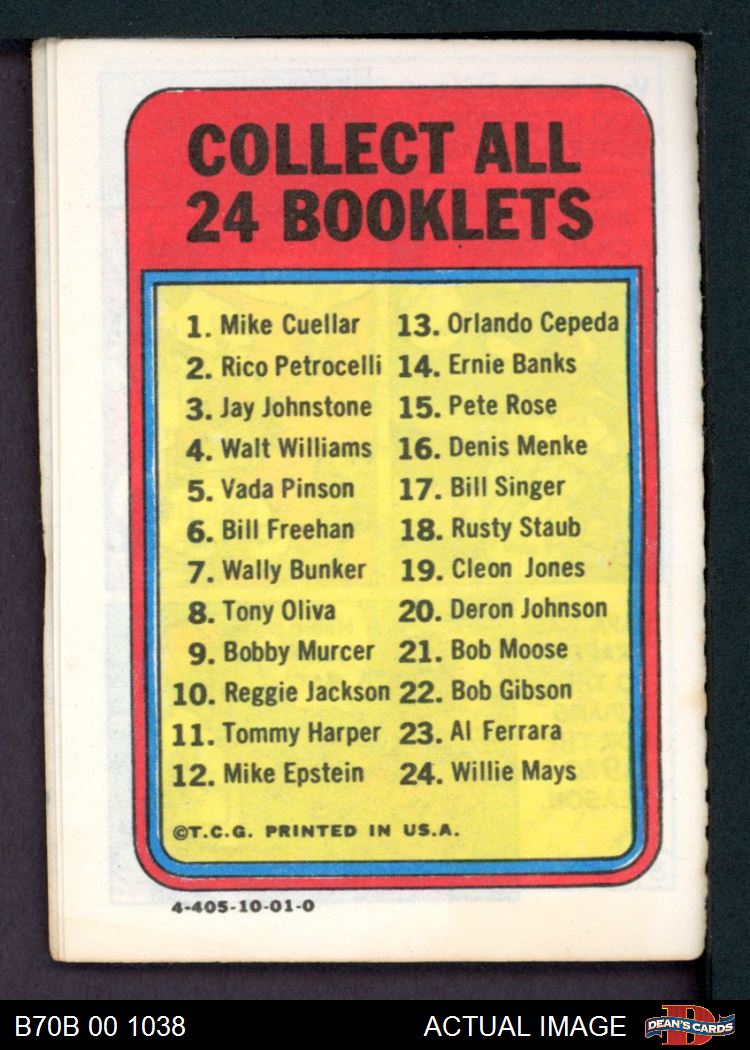 COLLECT ALL
24 BOOKLETS
1. Mike Cuellar
2. Rico Petrocelli
3. Jay Johnstone
4. Walt Williams
5. Vada Pinson
6. Bill Freehan
7. Wally Bunker
8. Tony Oliva
9. Bobby Murcer
10. Reggie Jackson
11. Tommy Harper
12. Mike Epstein
13. Orlando Cepeda
14. Ernie Banks
15. Pete Rose
16. Denis Menke
17. Bill Singer
18. Rusty Staub
19. Cleon Jones
20. Deron Johnson
21. Bob Moose
22. Bob Gibson
23. Al Ferrara
24. Willie Mays
©T.C.G. PRINTED IN U.S.A.
4-405-10-01-0
B70B 00 1038
ACTUAL IMAGE
DEAN'S CARDS